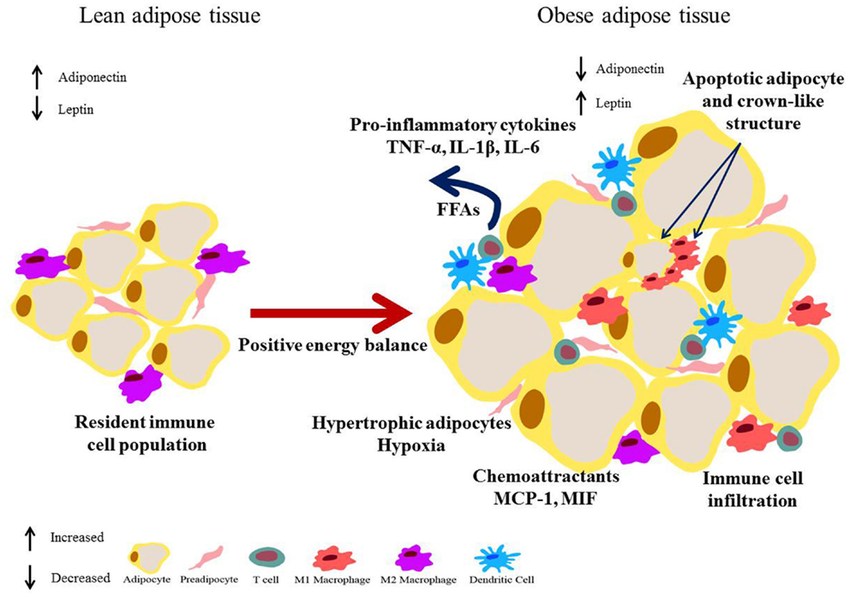 Lean adipose tissue
Obese adipose tissue
Adiponectin
Leptin
Adiponectin
Leptin
Apoptotic adipocyte
and crown-like
structure
Pro-inflammatory cytokines
TNF-α, IL-1β, IL-6
FFAs
Positive energy balance
Resident immune
cell population
Hypertrophic adipocytes
Hypoxia
Chemoattractants
MCP-1, MIF
Immune cell
infiltration
Increased
Decreased
Adipocyte
Preadipocyte
T cell
M1 Macrophage
M2 Macrophage
Dendritic Cell